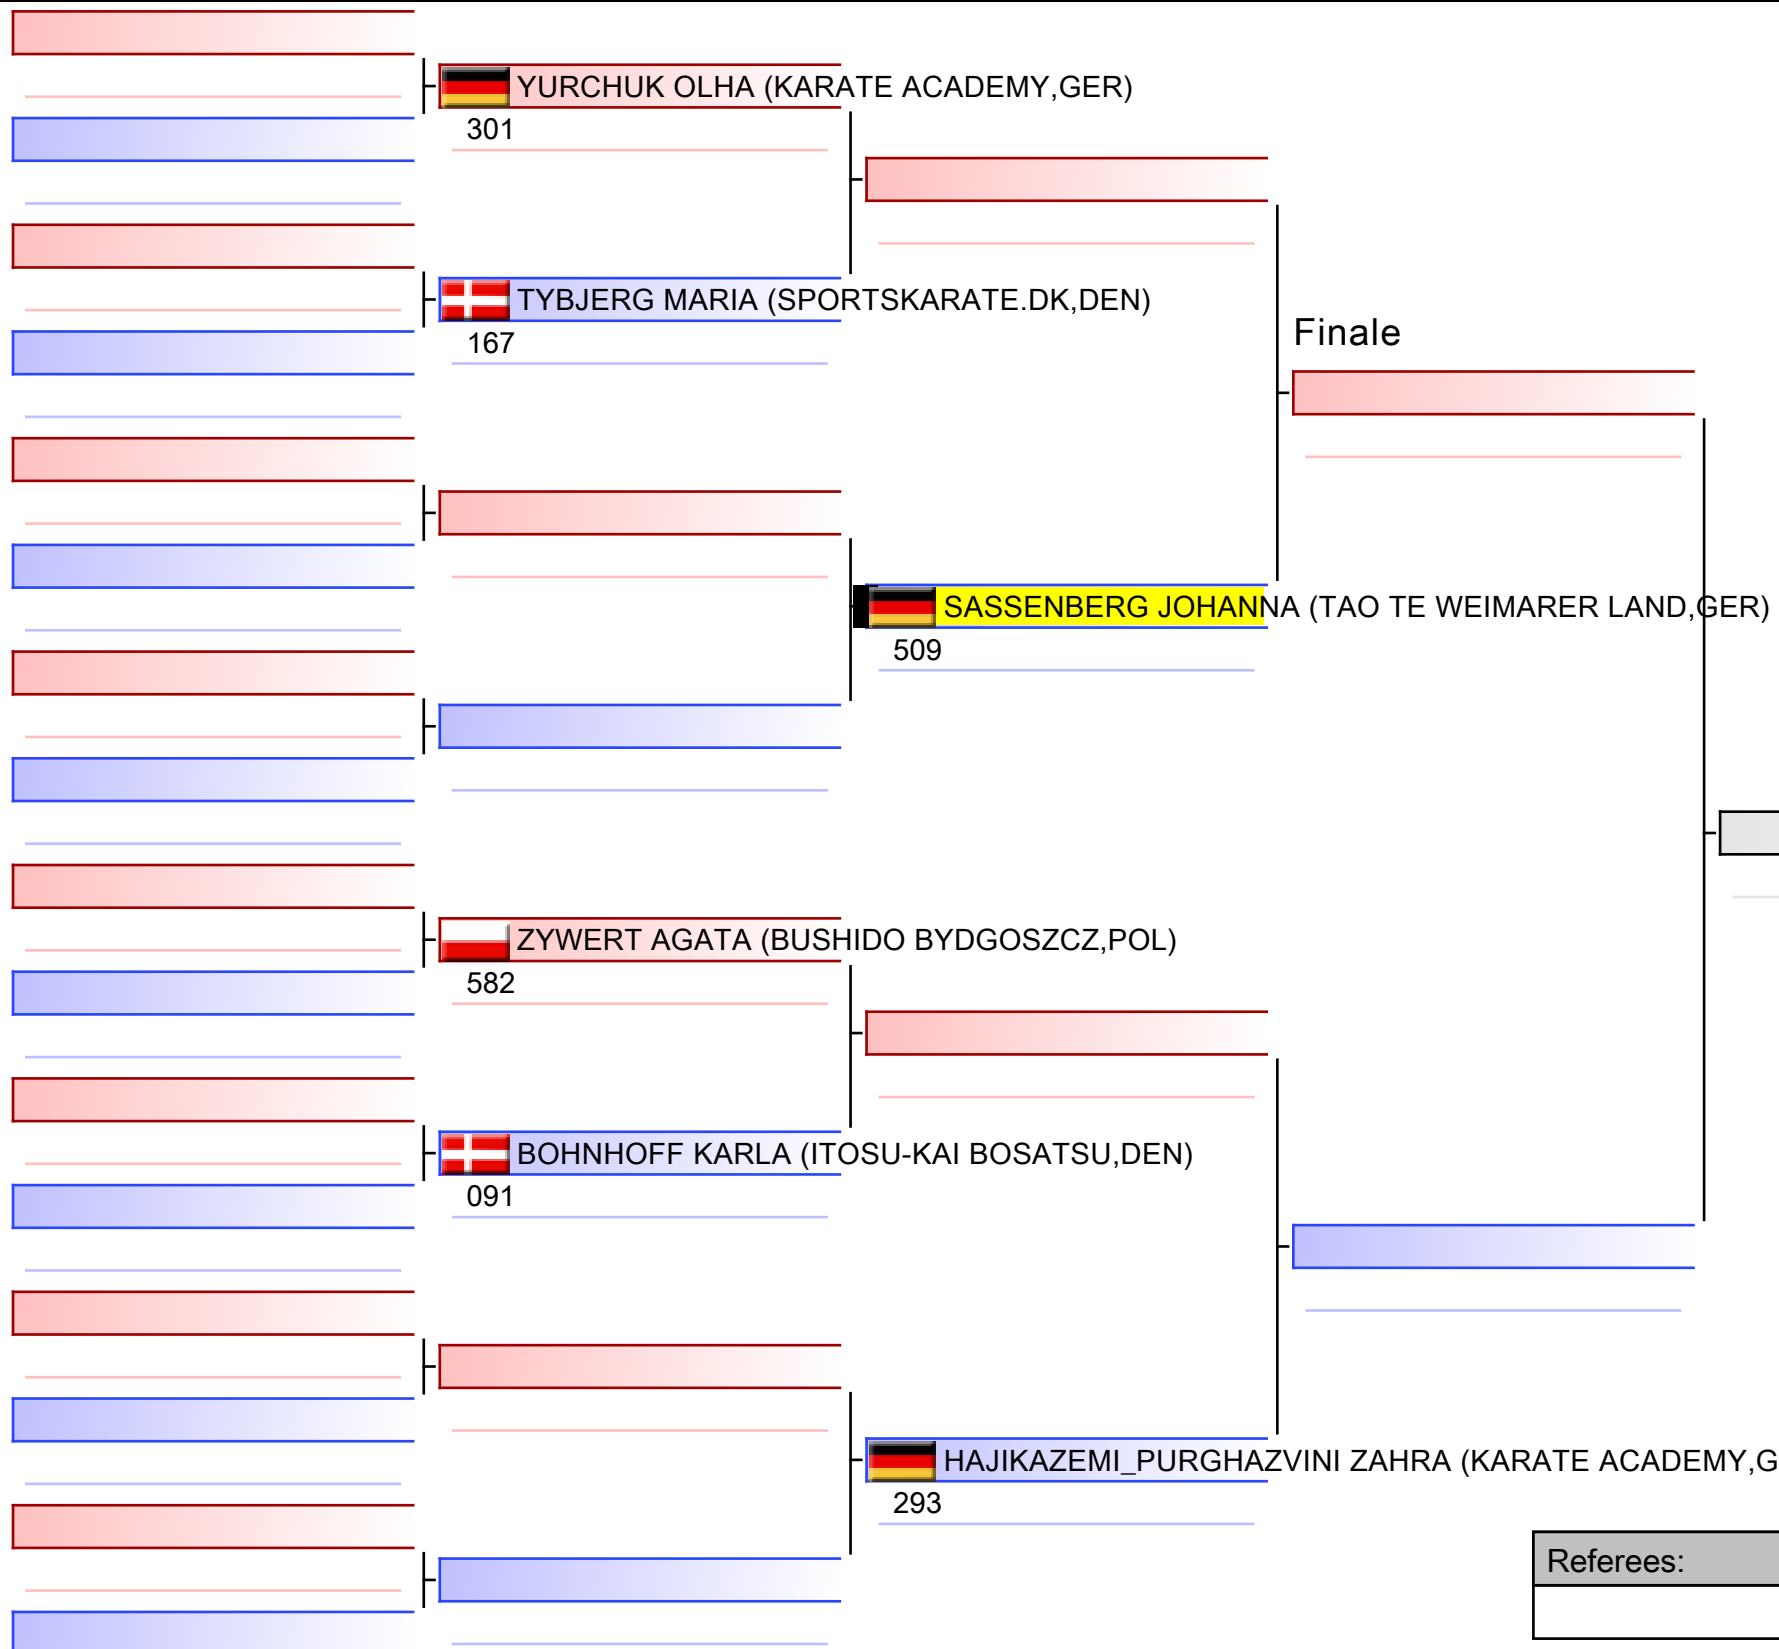 YURCHUK OLHA (KARATE ACADEMY,GER)
301
TYBJERG MARIA (SPORTSKARATE.DK,DEN)
167
Finale
SASSENBERG JOHANNA (TAO TE WEIMARER LAND,GER)
509
ZYWERT AGATA (BUSHIDO BYDGOSZCZ,POL)
582
BOHNHOFF KARLA (ITOSU-KAI BOSATSU,DEN)
091
HAJIKAZEMI_PURGHAZVINI ZAHRA (KARATE ACADEMY,G
293
Referees: